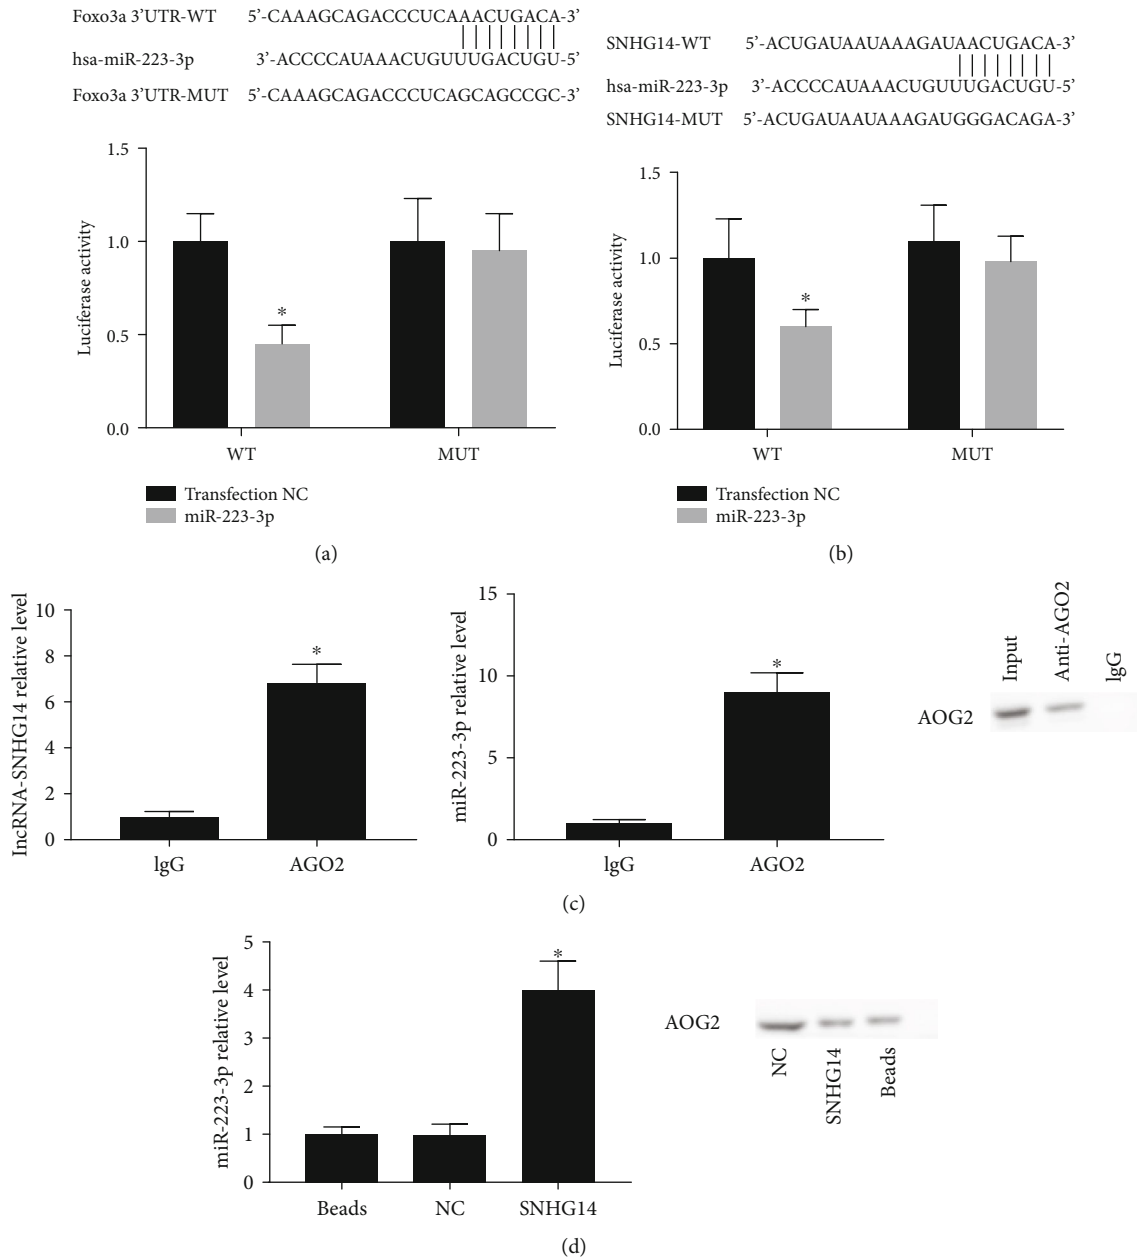 Foxo3a 3’UTR-WT 5’-CAAAGCAGACCCUCAAACUGACA-3’
hsa-miR-223-3p 3’-ACCCCAUAAACUGUUUGACUGU-5’
Foxo3a 3’UTR-MUT 5’-CAAAGCAGACCCUCAGCAGCCGC-3’
1.5
1.0
0.5
0.0
Luciferase activity
*
WT
MUT
Transfection NC
miR-223-3p
(a)
SNHG14-WT 5’-ACUGAUAAUAAAGAUAACUGACA-3’
hsa-miR-223-3p 3’-ACCCCAUAAACUGUUUGACUGU-5’
SNHG14-MUT 5’-ACUGAUAAUAAAGAUGGGACAGA-3’
1.5
1.0
0.5
0.0
Luciferase activity
*
WT
MUT
Transfection NC
miR-223-3p
(b)
10
8
6
4
2
0
lncRNA-SNHG14 relative level
*
lgG
AGO2
15
10
5
0
miR-223-3p relative level
*
lgG
AGO2
Input
Anti-AGO2
lgG
AOG2
(c)
5
4
3
2
1
0
miR-223-3p relative level
*
Beads
NC
SNHG14
AOG2
NC
SNHG14
Beads
(d)